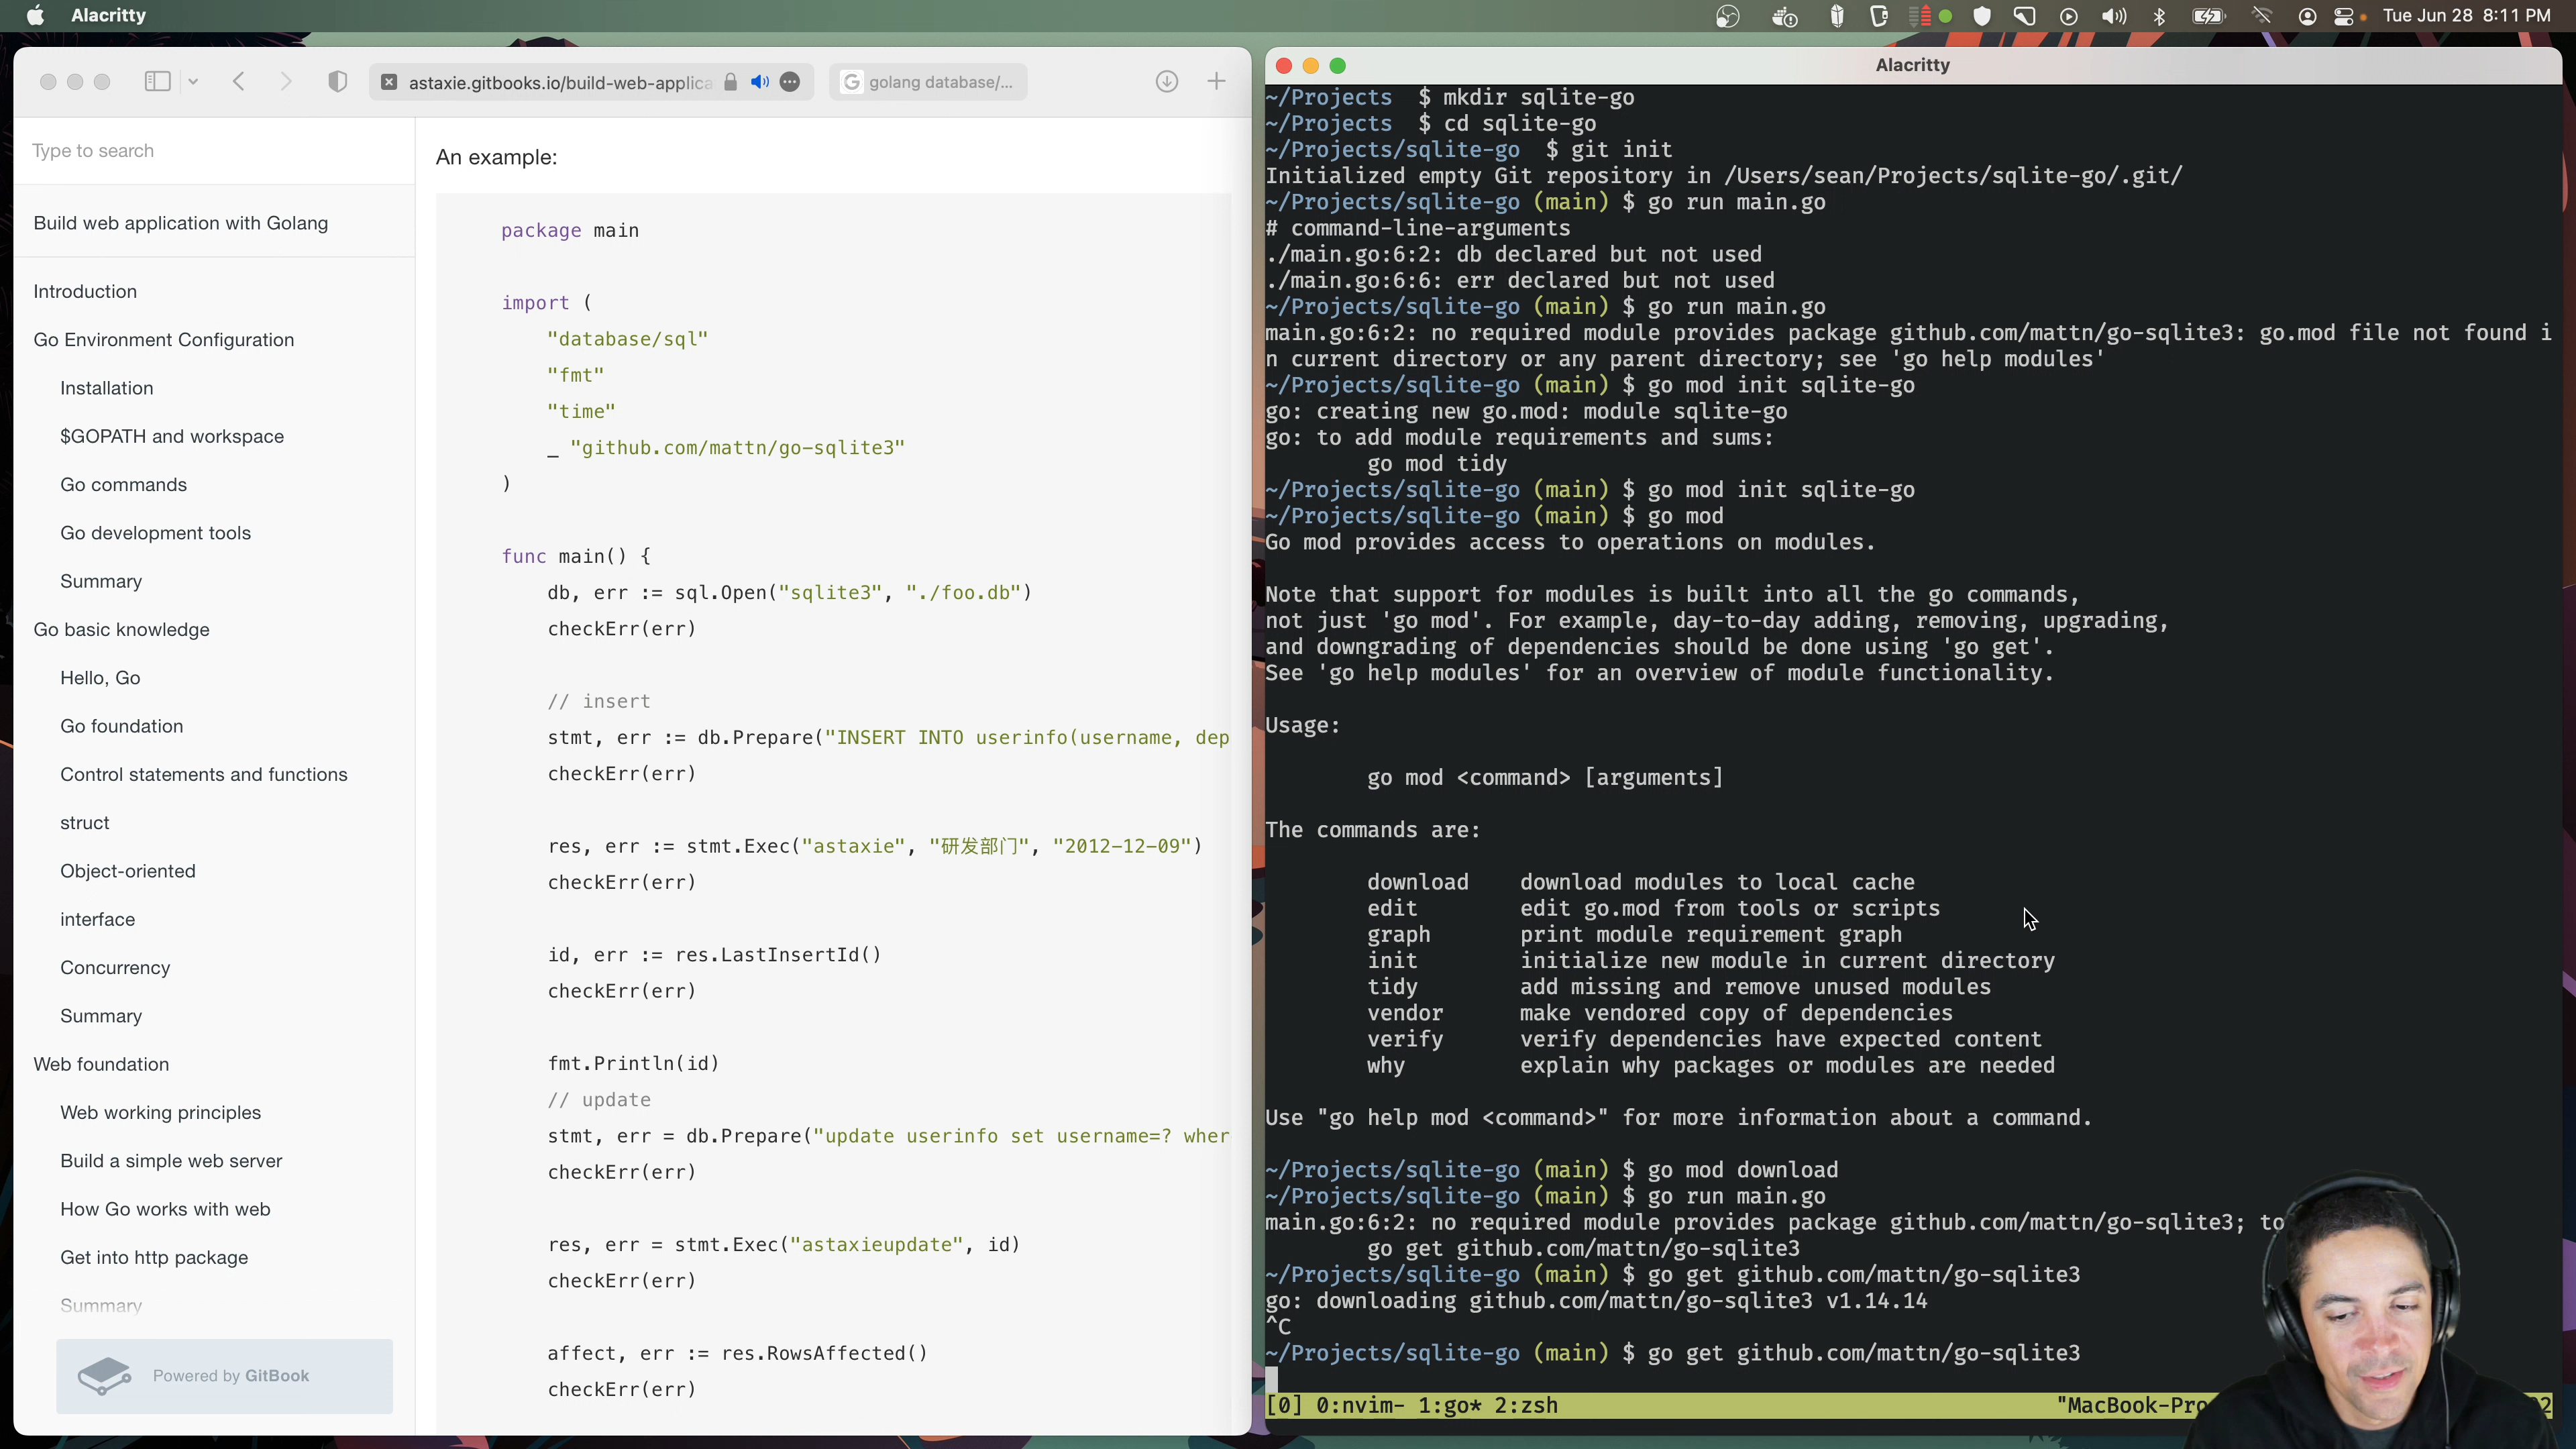 Alacritty
Tue Jun 28 8:11 PM
astaxie.gitbooks.io/build-web-applica
golang database/...
Type to search
Build web application with Golang
Introduction
Go Environment Configuration
Installation
$GOPATH and workspace
Go commands
Go development tools
Summary
Go basic knowledge
Hello, Go
Go foundation
Control statements and functions
struct
Object-oriented
interface
Concurrency
Summary
Web foundation
Web working principles
Build a simple web server
How Go works with web
Get into http package
Summary
Powered by GitBook
An example:
package main
import (
"database/sql"
"fmt"
"time"
_ "github.com/mattn/go-sqlite3"
)
func main() {
db, err := sql.Open("sqlite3", "./foo.db")
checkErr(err)
// insert
stmt, err := db.Prepare("INSERT INTO userinfo(username, dep
checkErr(err)
res, err := stmt.Exec("astaxie", "研发部门", "2012-12-09")
checkErr(err)
id, err := res.LastInsertId()
checkErr(err)
fmt.Println(id)
// update
stmt, err = db.Prepare("update userinfo set username=? wher
checkErr(err)
res, err = stmt.Exec("astaxieupdate", id)
checkErr(err)
affect, err := res.RowsAffected()
checkErr(err)
Alacritty
~/Projects $ mkdir sqlite-go
~/Projects $ cd sqlite-go
~/Projects/sqlite-go $ git init
Initialized empty Git repository in /Users/sean/Projects/sqlite-go/.git/
~/Projects/sqlite-go (main) $ go run main.go
# command-line-arguments
./main.go:6:2: db declared but not used
./main.go:6:6: err declared but not used
~/Projects/sqlite-go (main) $ go run main.go
main.go:6:2: no required module provides package github.com/mattn/go-sqlite3: go.mod file not found i
n current directory or any parent directory; see 'go help modules'
~/Projects/sqlite-go (main) $ go mod init sqlite-go
go: creating new go.mod: module sqlite-go
go: to add module requirements and sums:
go mod tidy
~/Projects/sqlite-go (main) $ go mod init sqlite-go
~/Projects/sqlite-go (main) $ go mod
Go mod provides access to operations on modules.
Note that support for modules is built into all the go commands,
not just 'go mod'. For example, day-to-day adding, removing, upgrading,
and downgrading of dependencies should be done using 'go get'.
See 'go help modules' for an overview of module functionality.
Usage:
go mod <command> [arguments]
The commands are:
download download modules to local cache
edit edit go.mod from tools or scripts
graph print module requirement graph
init initialize new module in current directory
tidy add missing and remove unused modules
vendor make vendored copy of dependencies
verify verify dependencies have expected content
why explain why packages or modules are needed
Use "go help mod <command>" for more information about a command.
~/Projects/sqlite-go (main) $ go mod download
~/Projects/sqlite-go (main) $ go run main.go
main.go:6:2: no required module provides package github.com/mattn/go-sqlite3; to
go get github.com/mattn/go-sqlite3
~/Projects/sqlite-go (main) $ go get github.com/mattn/go-sqlite3
go: downloading github.com/mattn/go-sqlite3 v1.14.14
^C
~/Projects/sqlite-go (main) $ go get github.com/mattn/go-sqlite3
[0] 0:nvim- 1:go* 2:zsh "MacBook-Pro